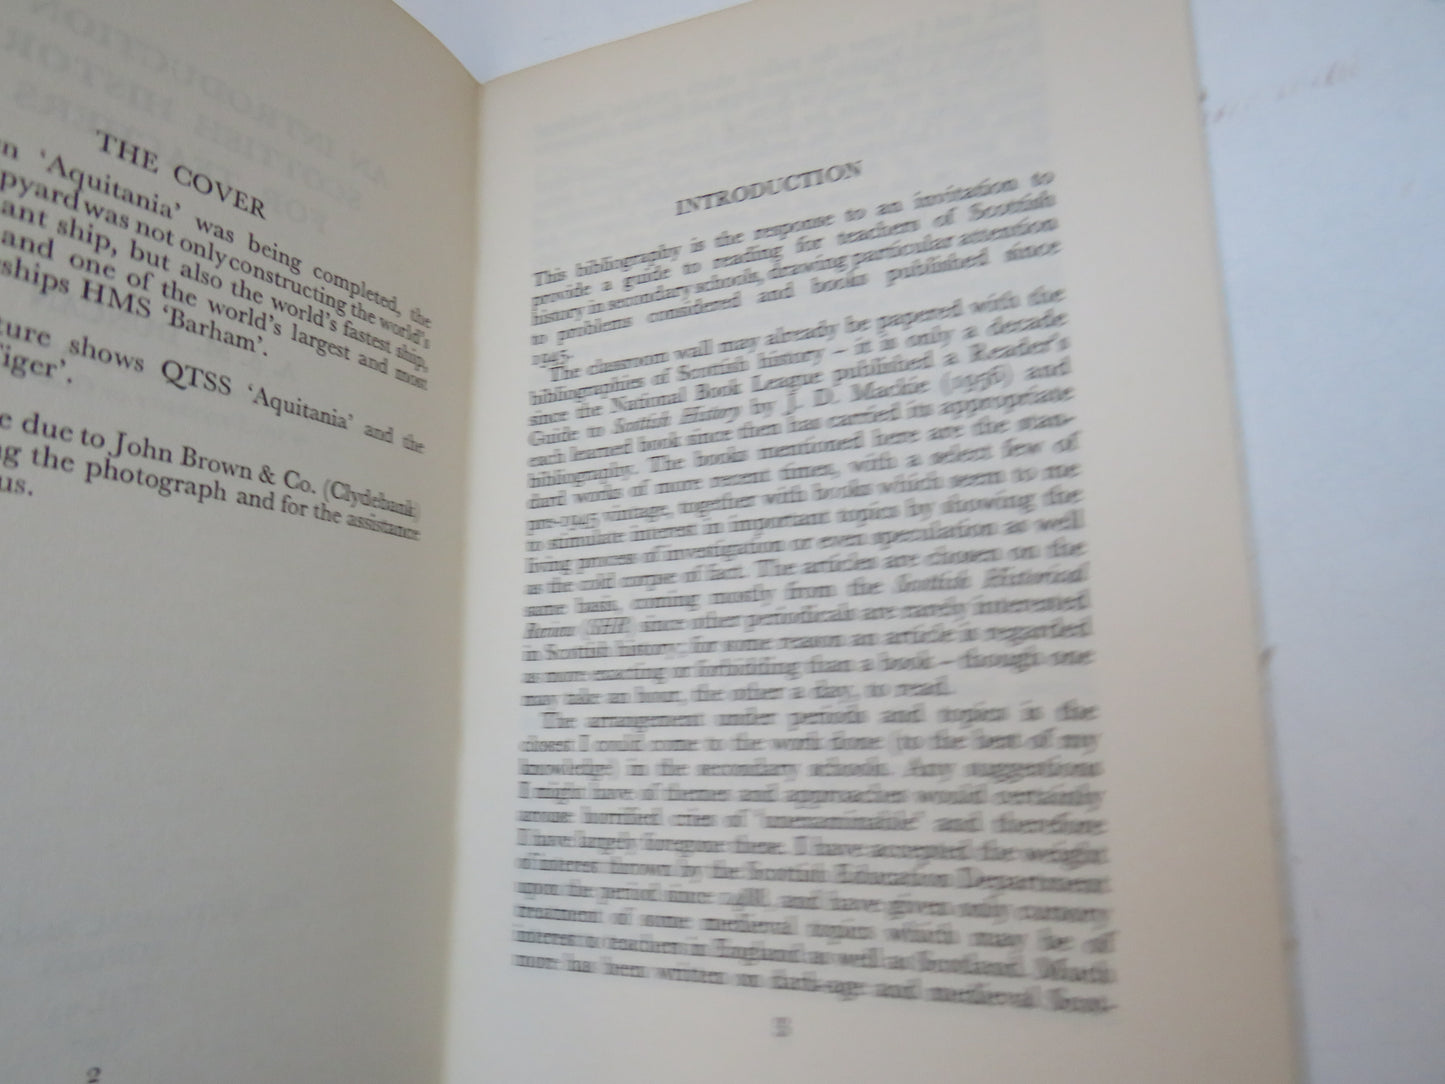 THE COVER
'Aquitania' was being completed, the
pyard was not only constructing the world's
ant ship, but also the world's fastest ship,
and one of the world's largest and most
ships HMS 'Barham'.
ture shows QTSS 'Aquitania' and the
iger'.
e due to John Brown & Co. (Clydebank)
g the photograph and for the assistance
us.
2
INTRODUCTION
This bibliography is the response to an invitation to
provide a guide to reading for teachers of Scottish
history in secondary schools, drawing particular attention
to problems considered and books published since
1945.
The classroom wall may already be papered with the
bibliographies of Scottish history – it is only a decade
since the National Book League published a Reader's
Guide to Scottish History by J. D. Mackie (1956) and
each learned book since then has carried its appropriate
bibliography. The books mentioned here are the stan-
dard works of more recent times, with a select few of
pre-1945 vintage, together with books which seem to me
to stimulate interest in important topics by showing the
living process of investigation or even speculation as well
as the cold corpse of fact. The articles are chosen on the
same basis, coming mostly from the Scottish Historical
Review (SHR) since other periodicals are rarely interested
in Scottish history; for some reason an article is regarded
as more exacting or forbidding than a book – though one
may take an hour, the other a day, to read.
The arrangement under periods and topics is the
closest I could come to the work done (to the best of my
knowledge) in the secondary schools. Any suggestions
I might have of themes and approaches would certainly
arouse horrified cries of 'unexaminable' and therefore
I have largely foregone these. I have accepted the weight
of interest thrown by the Scottish Education Department
upon the period since 1488, and have given only cursory
treatment of some medieval topics which may be of
interest to teachers in England as well as Scotland. Much
more has been written on dark-age and medieval Scot-